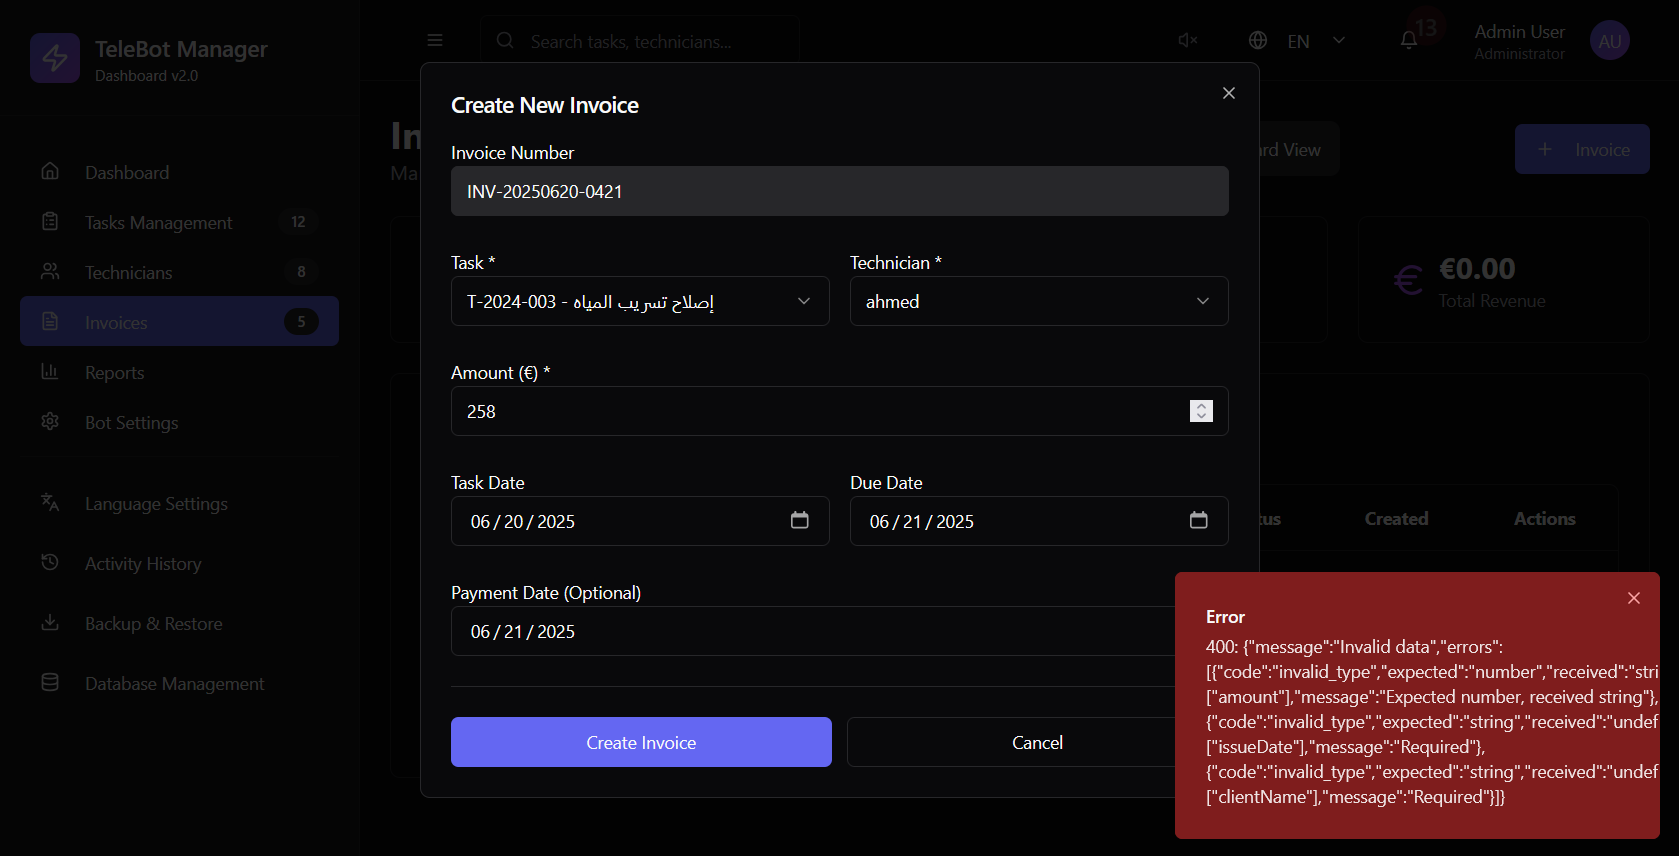 TeleBot Manager
Dashboard v2.0
Dashboard
Tasks Management 12
Technicians 8
Invoices 5
Reports
Bot Settings
Language Settings
Activity History
Backup & Restore
Database Management
Search tasks, technicians...
EN
13
Admin User
Administrator
AU
Invoice
€0.00
Total Revenue
View
Created
Actions
Create New Invoice
Invoice Number
INV-20250620-0421
Task *
T-2024-003 - إصلاح تسريب المياه
Technician *
ahmed
Amount (€) *
258
Task Date
06/20/2025
Due Date
06/21/2025
Payment Date (Optional)
06/21/2025
Create Invoice
Cancel
Error
400: {"message":"Invalid data","errors":
[{"code":"invalid_type","expected":"number","received":"stri
["amount"],"message":"Expected number, received string"},
{"code":"invalid_type","expected":"string","received":"undef
["issueDate"],"message":"Required"},
{"code":"invalid_type","expected":"string","received":"undef
["clientName"],"message":"Required"}]}